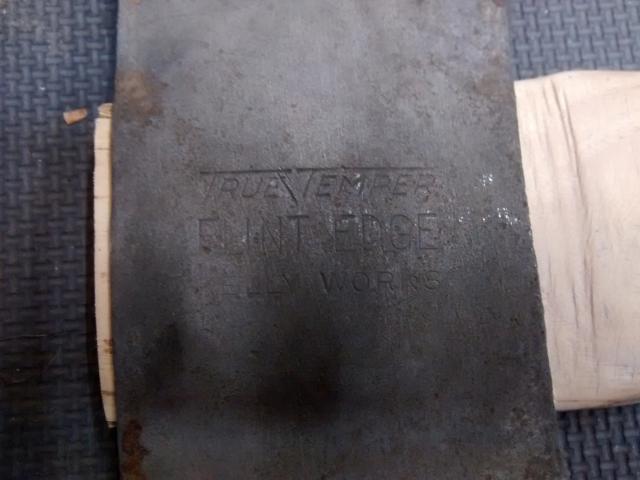 TRUE TEMPER
FLINT EDGE
KELLY WORKS